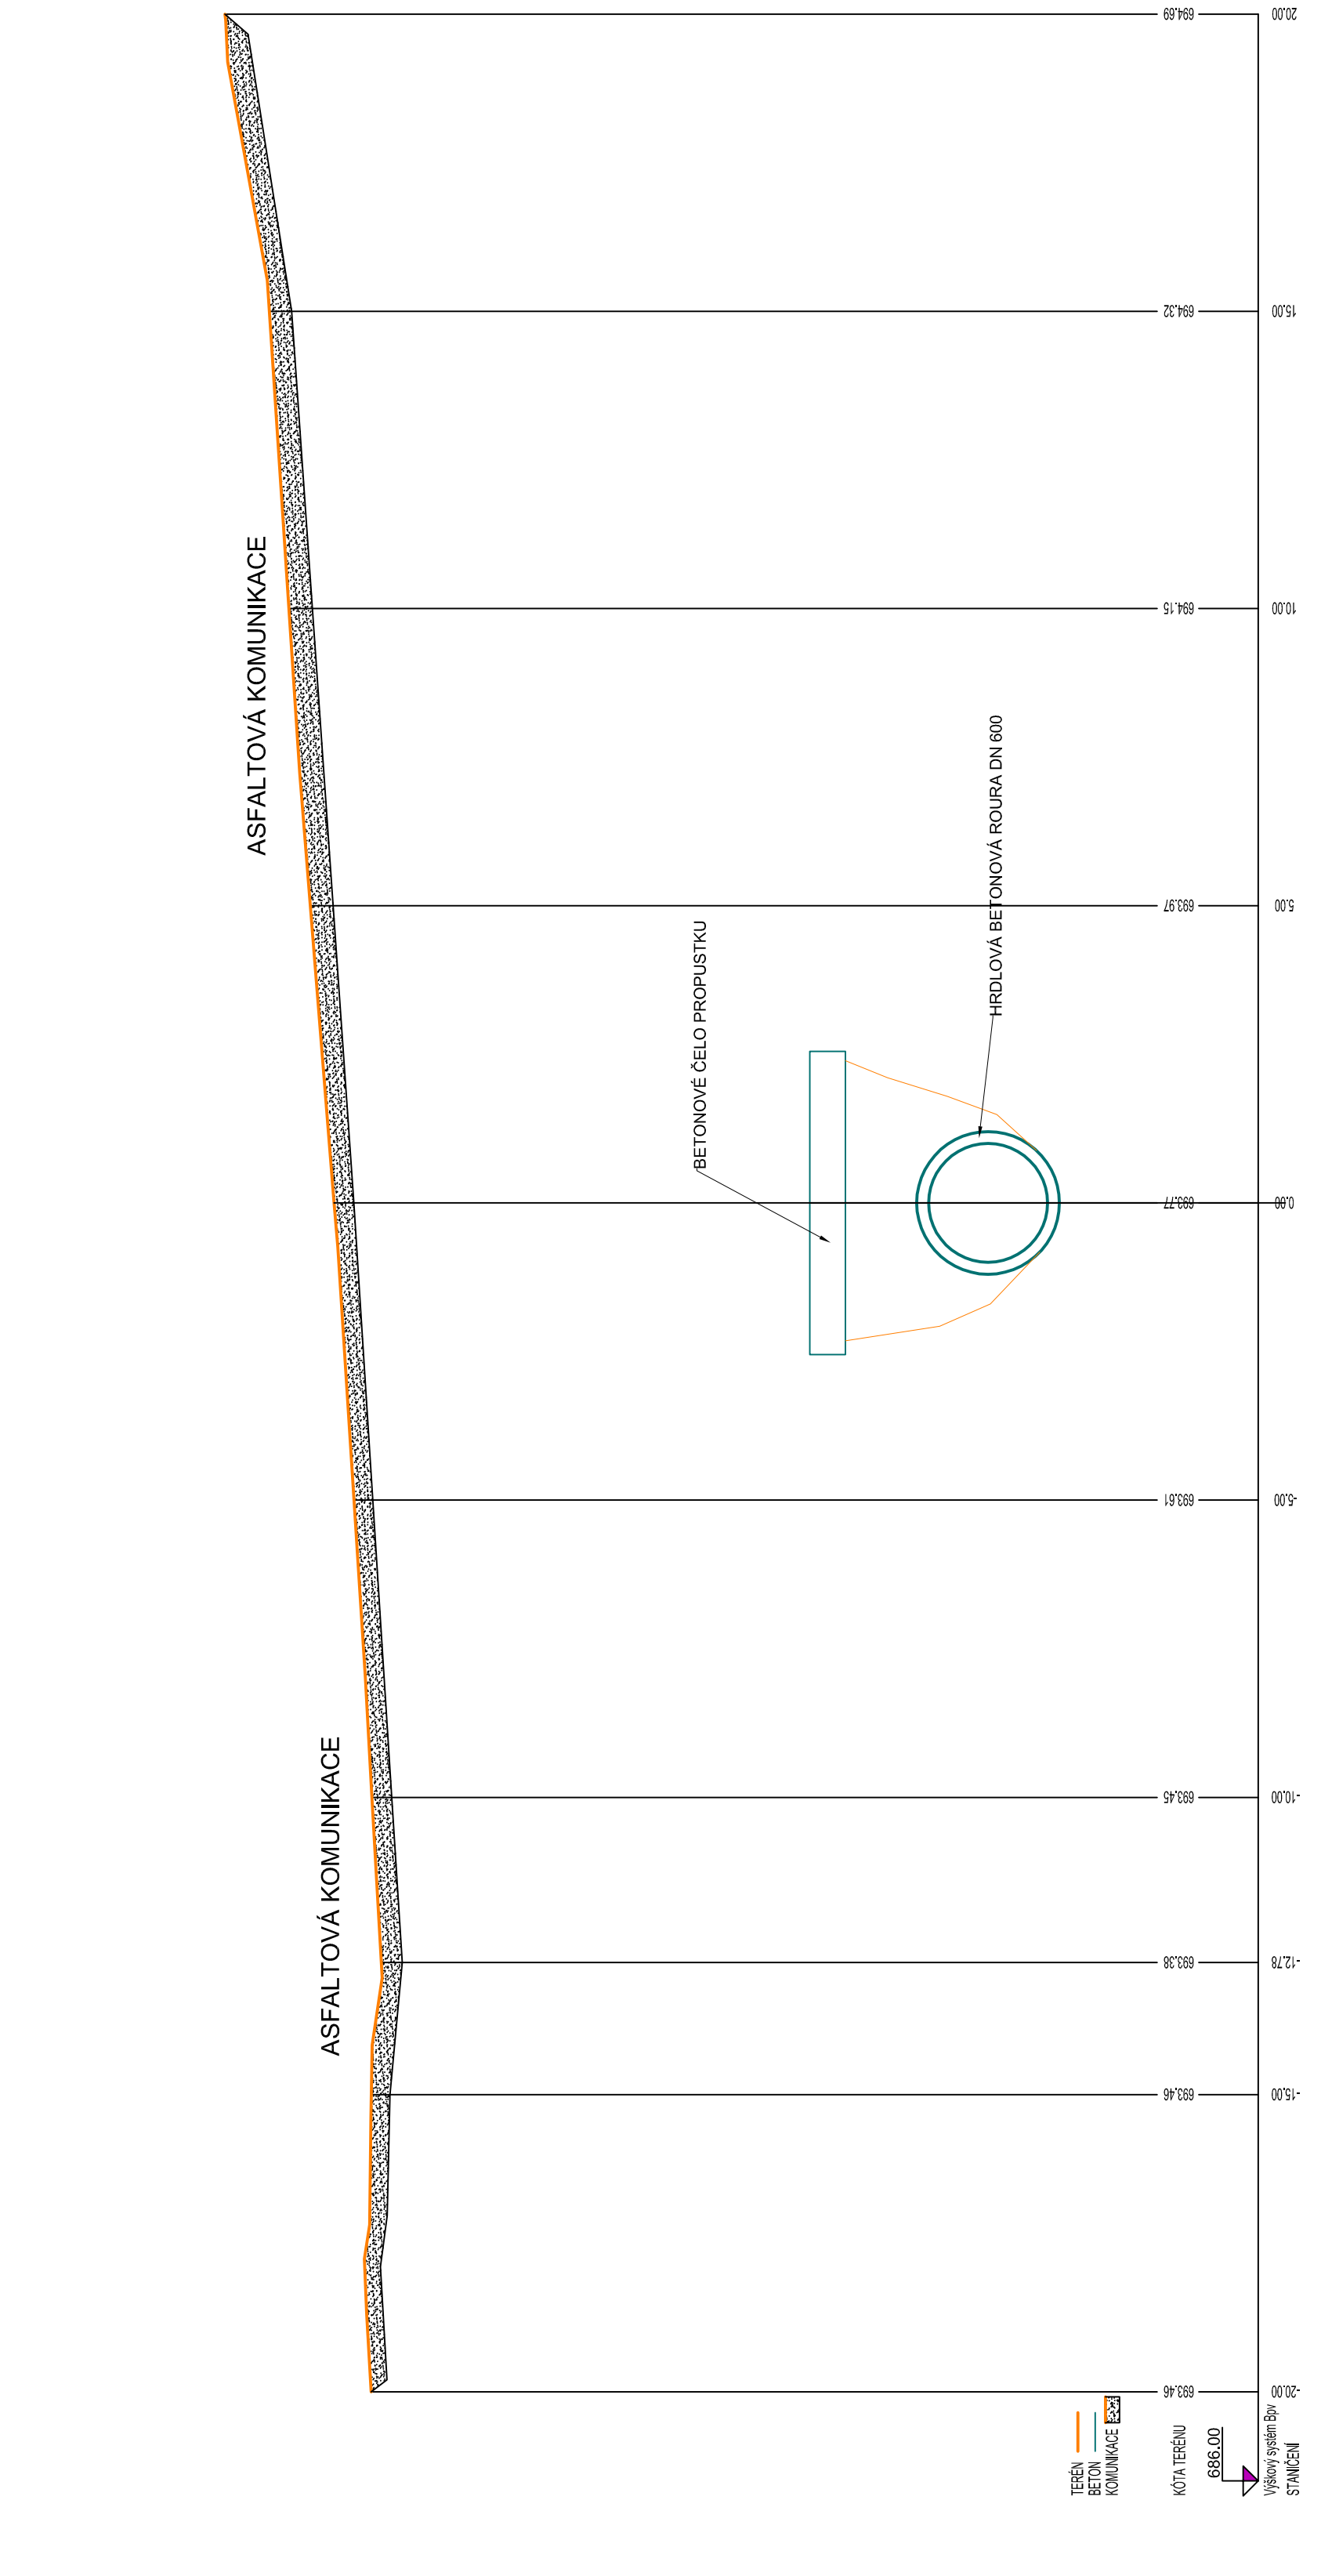 ASFALTOVÁ KOMUNIKACE
ASFALTOVÁ KOMUNIKACE
BETONOVÉ ČELO PROPUSTKU
HRDLOVÁ BETONOVÁ ROURA DN 600
TERÉN
BETON
KOMUNIKACE
KÓTA TERÉNU
693.46
693.46
693.38
693.45
693.61
693.77
693.97
694.15
694.32
694.69
686.00
Výškový systém Bpv
STANIČENÍ
-20.00
-15.00
-12.78
-10.00
-5.00
0.00
5.00
10.00
15.00
20.00